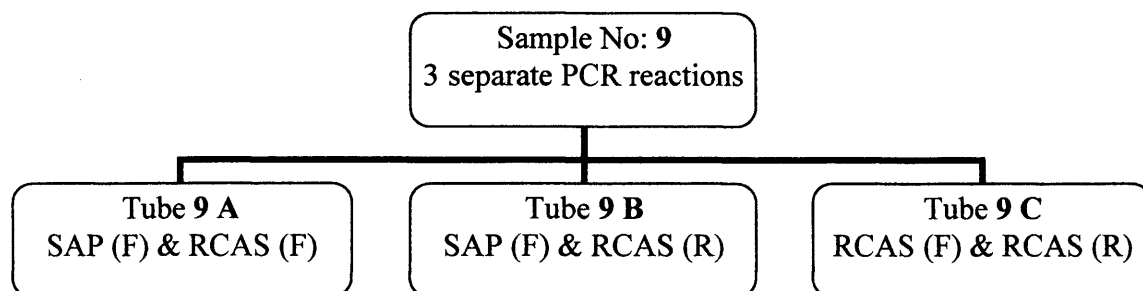 Sample No: 9
3 separate PCR reactions
Tube 9 A
SAP (F) & RCAS (F)
Tube 9 B
SAP (F) & RCAS (R)
Tube 9 C
RCAS (F) & RCAS (R)